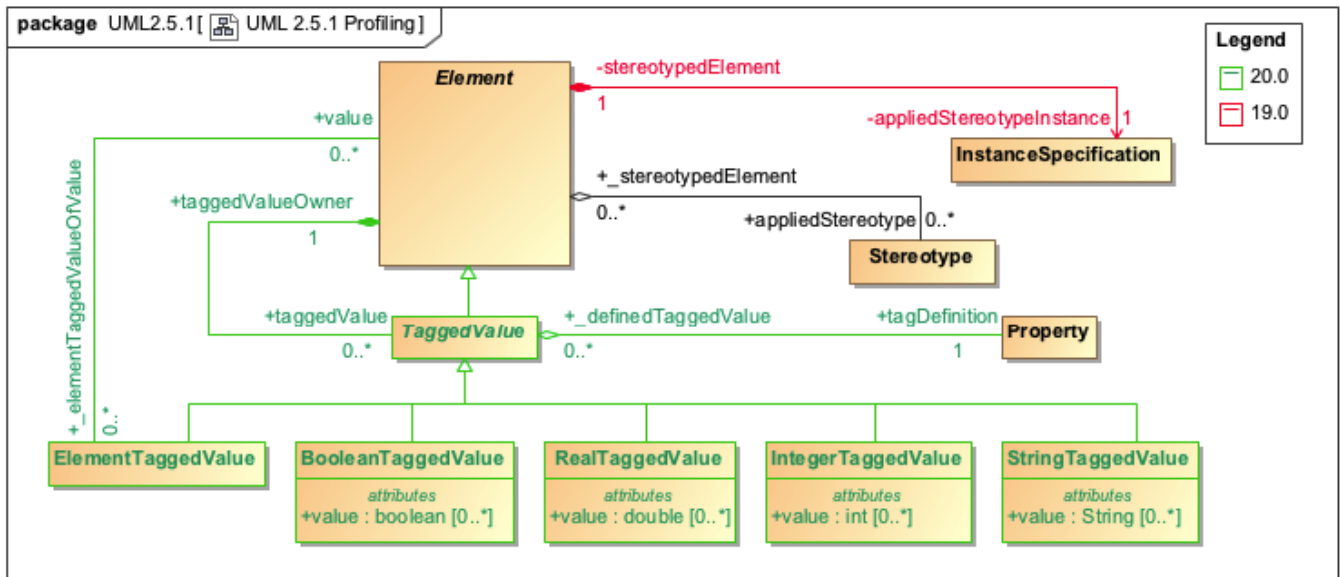 package UML2.5.1[ UML 2.5.1 Profiling ]
Legend
20.0
19.0
Element
-stereotypedElement
1
-appliedStereotypeInstance 1
InstanceSpecification
+value
0..*
+_stereotypedElement
0..*
+appliedStereotype 0..*
Stereotype
+taggedValueOwner
1
+_elementTaggedValueOfValue
0..*
+taggedValue
0..*
TaggedValue
+_definedTaggedValue
0..*
+tagDefinition
1
Property
ElementTaggedValue
BooleanTaggedValue
attributes
+value : boolean [0..*]
RealTaggedValue
attributes
+value : double [0..*]
IntegerTaggedValue
attributes
+value : int [0..*]
StringTaggedValue
attributes
+value : String [0..*]